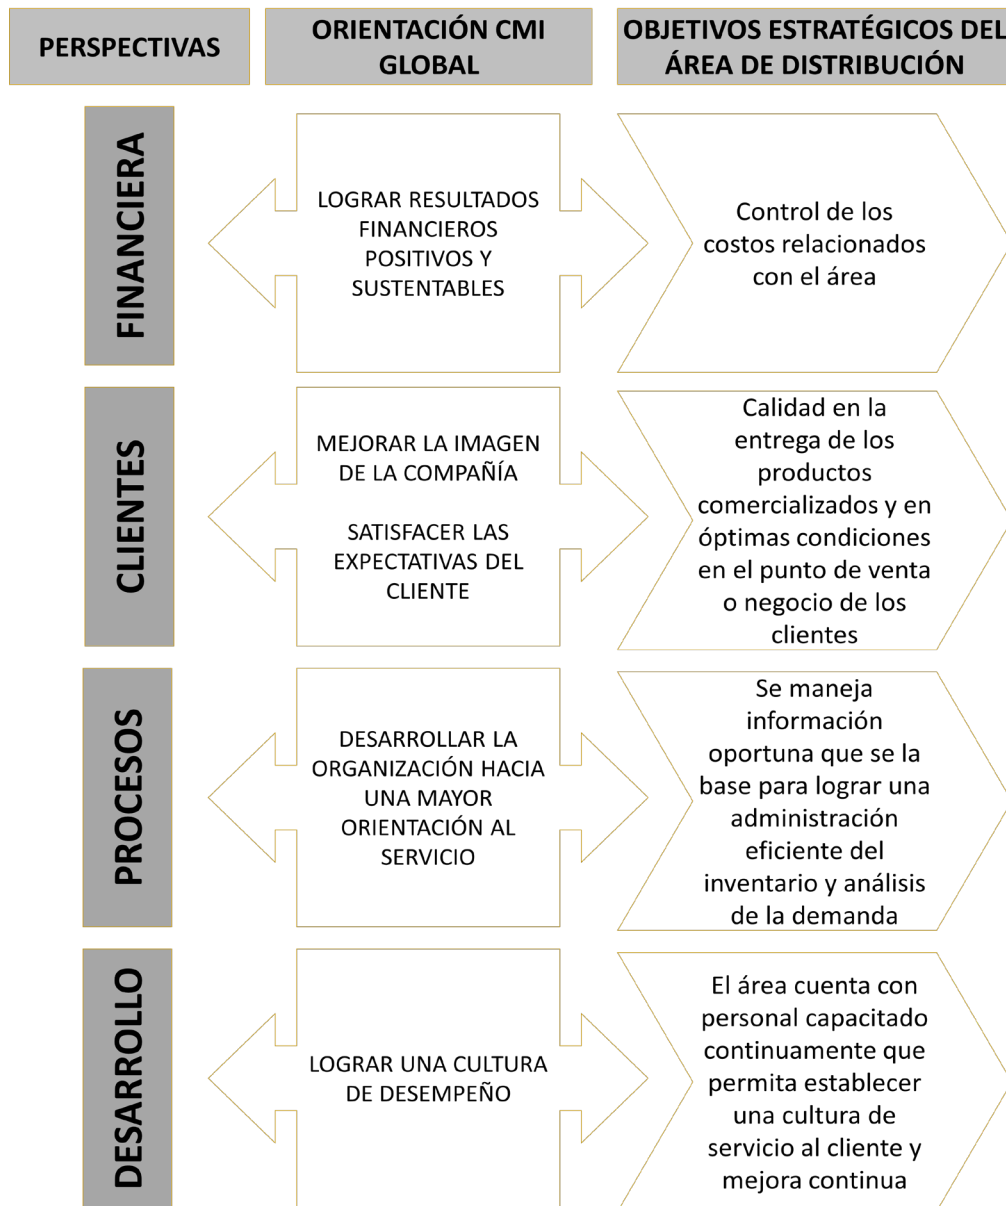 PERSPECTIVAS
ORIENTACIÓN CMI
GLOBAL
OBJETIVOS ESTRATÉGICOS DEL
ÁREA DE DISTRIBUCIÓN
FINANCIERA
LOGRAR RESULTADOS
FINANCIEROS
POSITIVOS Y
SUSTENTABLES
Control de los
costos relacionados
con el área
CLIENTES
MEJORAR LA IMAGEN
DE LA COMPAÑÍA
SATISFACER LAS
EXPECTATIVAS DEL
CLIENTE
Calidad en la
entrega de los
productos
comercializados y en
óptimas condiciones
en el punto de venta
o negocio de los
clientes
PROCESOS
DESARROLLAR LA
ORGANIZACIÓN HACIA
UNA MAYOR
ORIENTACIÓN AL
SERVICIO
Se maneja
información
oportuna que se la
base para lograr una
administración
eficiente del
inventario y análisis
de la demanda
DESARROLLO
LOGRAR UNA CULTURA
DE DESEMPEÑO
El área cuenta con
personal capacitado
continuamente que
permita establecer
una cultura de
servicio al cliente y
mejora continua